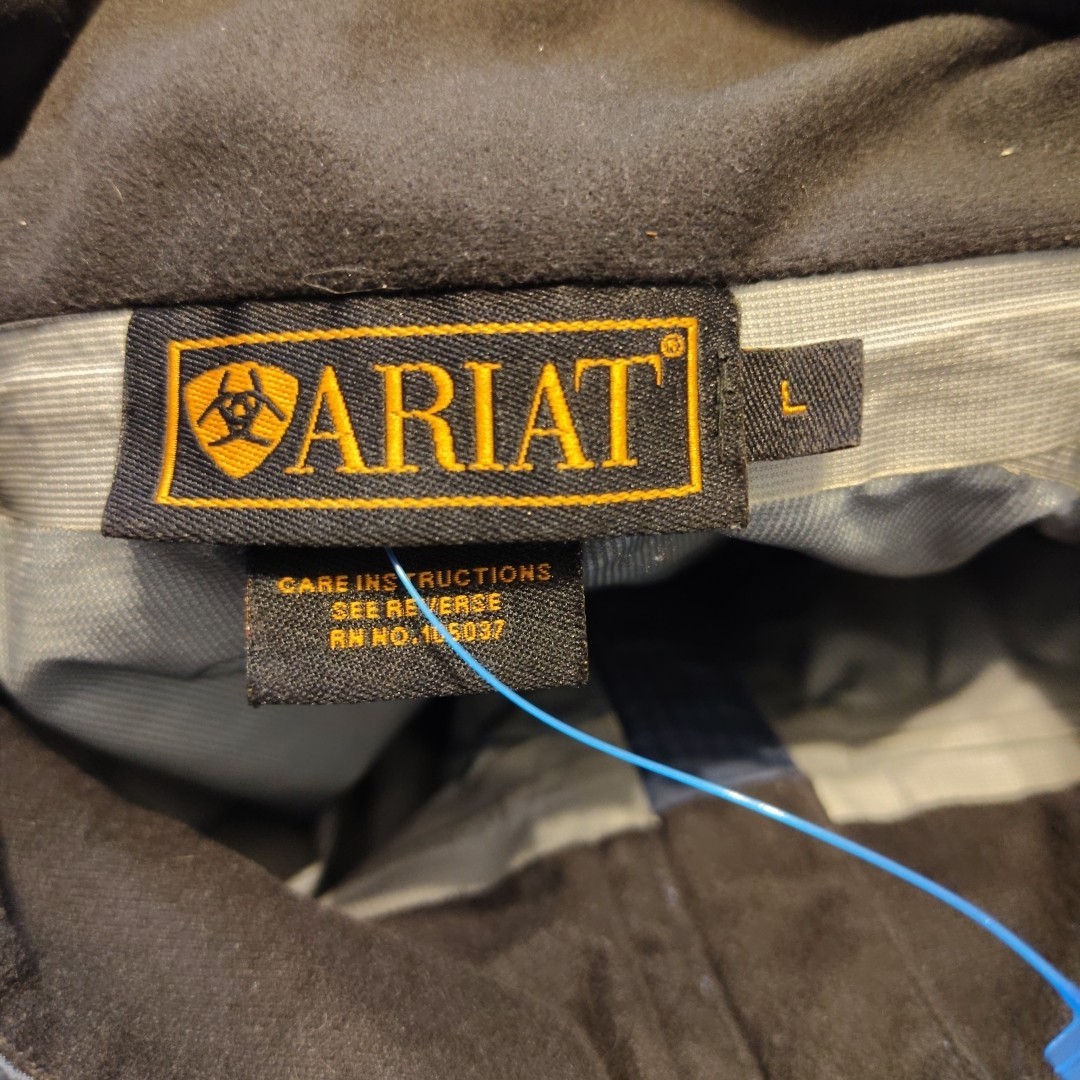 ARIAT®
L
CARE INSTRUCTIONS
SEE REVERSE
RN NO.